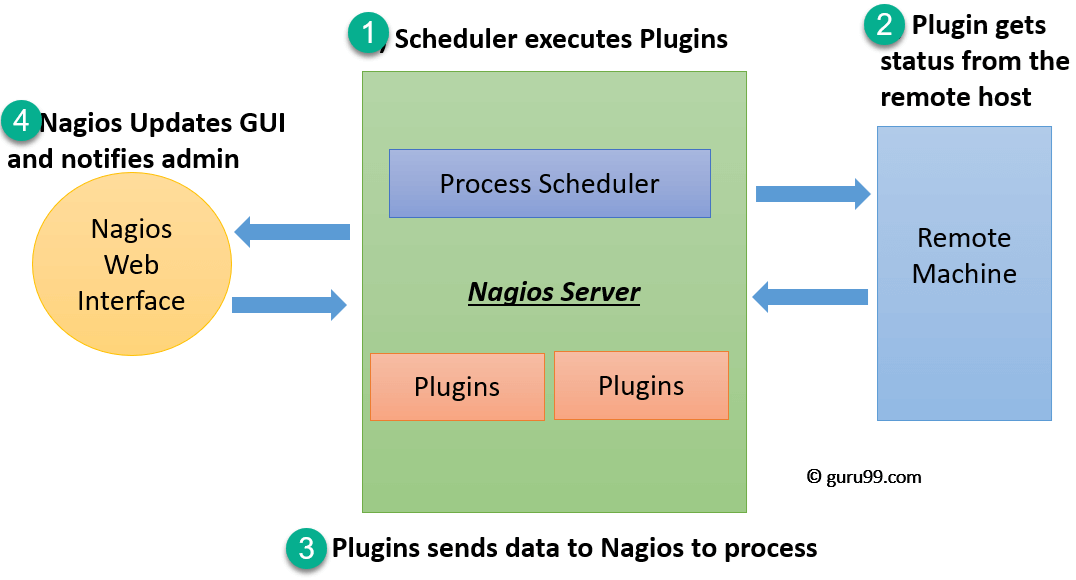 1 Scheduler executes Plugins
2 Plugin gets
status from the
remote host
4 Nagios Updates GUI
and notifies admin
Process Scheduler
Nagios
Web
Interface
Nagios Server
Remote
Machine
Plugins
Plugins
© guru99.com
3 Plugins sends data to Nagios to process